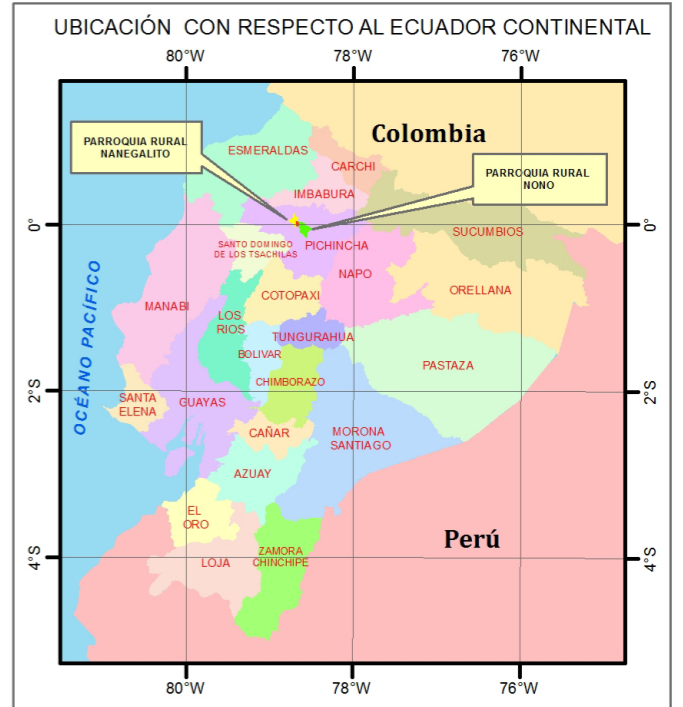 UBICACIÓN CON RESPECTO AL ECUADOR CONTINENTAL
80°W
78°W
76°W
Colombia
PARROQUIA RURAL
NANEGALITO
ESMERALDAS
CARCHI
PARROQUIA RURAL
NONO
IMBABURA
0°
0°
SUCUMBIOS
SANTO DOMINGO
DE LOS TSACHILAS
PICHINCHA
NAPO
OCÉANO PACÍFICO
MANABI
COTOPAXI
ORELLANA
LOS
RIOS
TUNGURAHUA
BOLIVAR
PASTAZA
CHIMBORAZO
2°S
2°S
SANTA
ELENA
GUAYAS
CAÑAR
MORONA
SANTIAGO
AZUAY
EL
ORO
Perú
ZAMORA
CHINCHIPE
LOJA
4°S
4°S
80°W
78°W
76°W